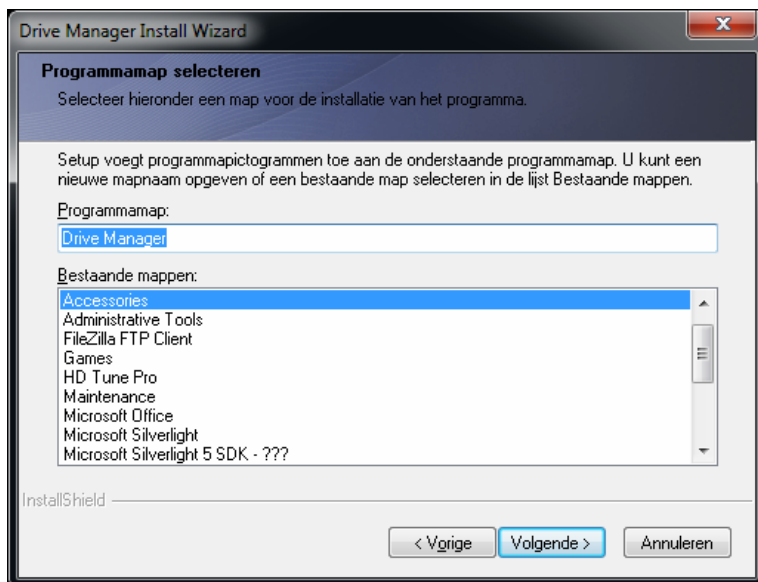 Drive Manager Install Wizard
Programmamap selecteren
Selecteer hieronder een map voor de installatie van het programma.
Setup voegt programmapictogrammen toe aan de onderstaande programmamap. U kunt een
nieuwe mapnaam opgeven of een bestaande map selecteren in de lijst Bestaande mappen.
Programmamap:
Drive Manager
Bestaande mappen:
Accessories
Administrative Tools
FileZilla FTP Client
Games
HD Tune Pro
Maintenance
Microsoft Office
Microsoft Silverlight
Microsoft Silverlight 5 SDK - ???
InstallShield
< Vorige
Volgende >
Annuleren